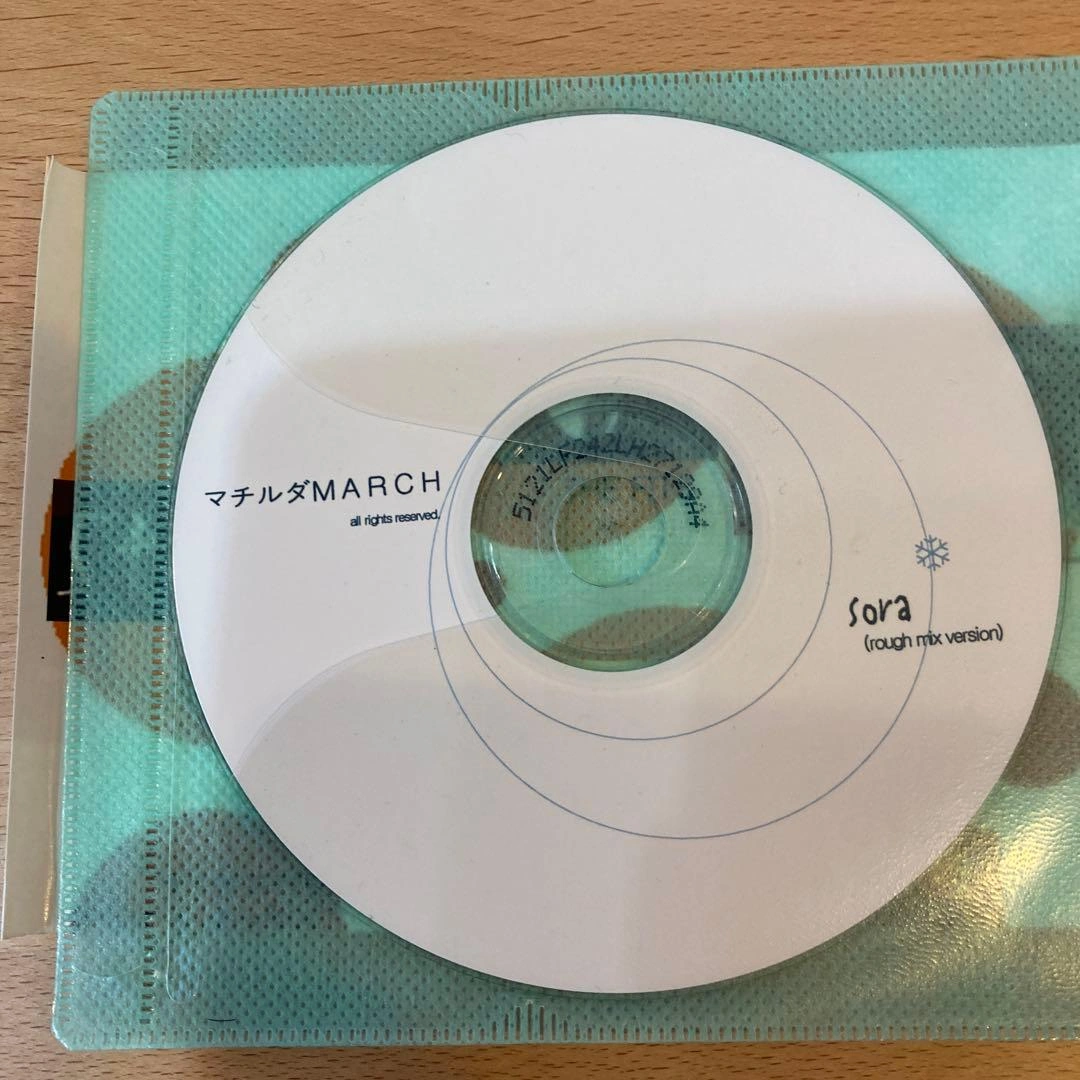 マチルダMARCH
all rights reserved.
sora
(rough mix version)